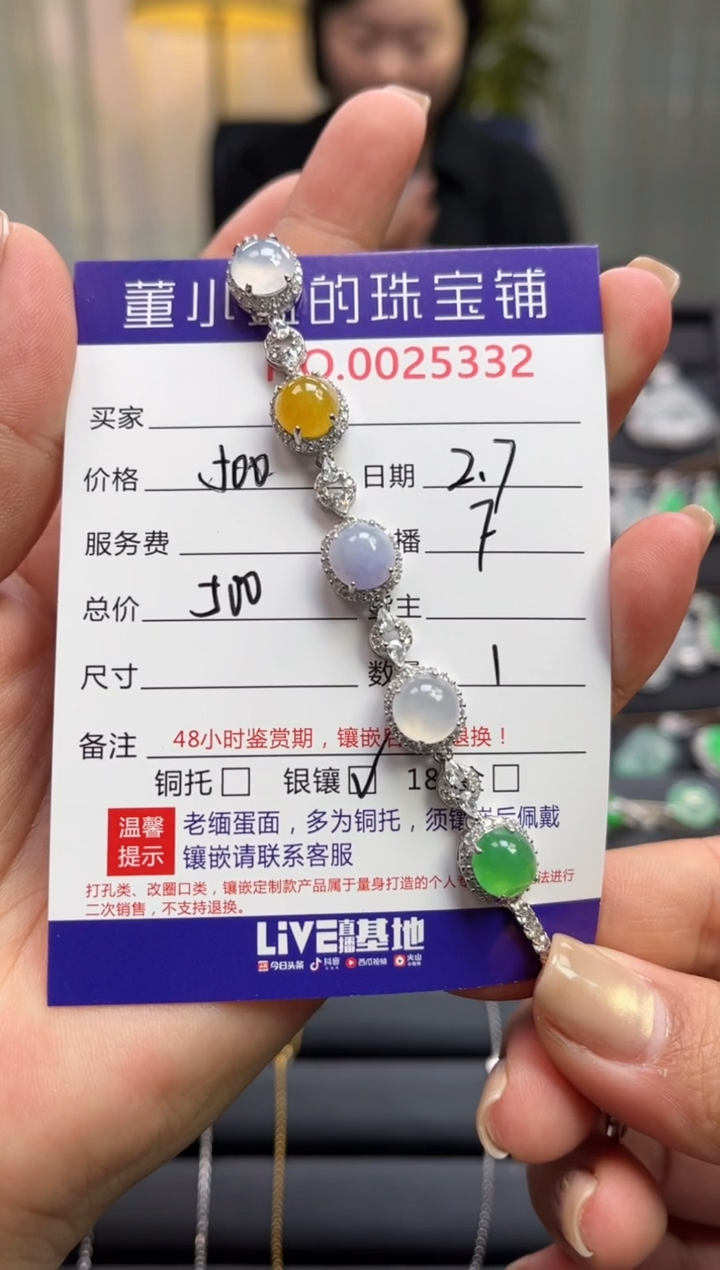 董小 的珠宝铺
NO.0025332
买家
价格 500 日期 2.7
服务费 播 7
总价 500 主
尺寸 数 1
备注 48小时鉴赏期，镶嵌 退换！
铜托 □ 银镶 ☑ 18 □
温馨提示 老缅蛋面，多为铜托，须镶嵌后佩戴
镶嵌请联系客服
打孔类、改圈口类，镶嵌定制款产品属于量身打造的个人 法进行
二次销售，不支持退换。
LiVE直播基地
今日头条 抖音 西瓜视频 火山